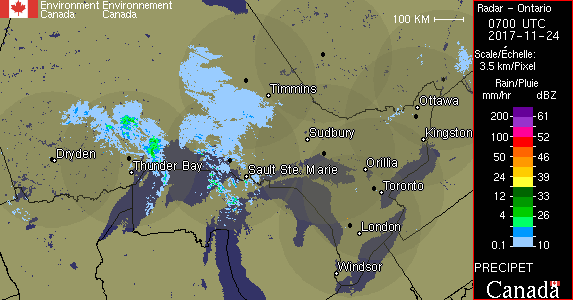 Environment Environnement
Canada Canada
100 KM
Timmins
Ottawa
Sudbury
Kingston
Dryden
Thunder Bay
Sault Ste. Marie
Orillia
Toronto
London
Windsor
Radar - Ontario
0700 UTC
2017-11-24
Scale/Échelle:
3.5 km/Pixel
Rain/Pluie
mm/hr dBZ
200 61
100 52
50 46
24 39
12 33
4 26
0.1 10
PRECIPET
Canada